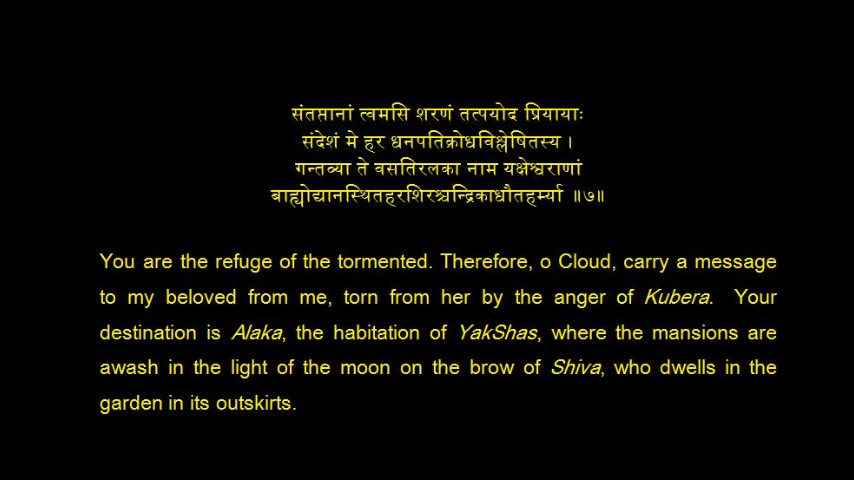 संतप्तानां त्वमसि शरणं तत्पयोद प्रियायाः
संदेशं मे हर धनपतिक्रोधविश्लेषितस्य ।
गन्तव्या ते वसतिरलका नाम यक्षेश्वराणां
बाह्योद्यानस्थितहरशिरश्चन्द्रिकाधौतहर्म्या ॥७॥
You are the refuge of the tormented. Therefore, o Cloud, carry a message
to my beloved from me, torn from her by the anger of Kubera. Your
destination is Alaka, the habitation of YakShas, where the mansions are
awash in the light of the moon on the brow of Shiva, who dwells in the
garden in its outskirts.